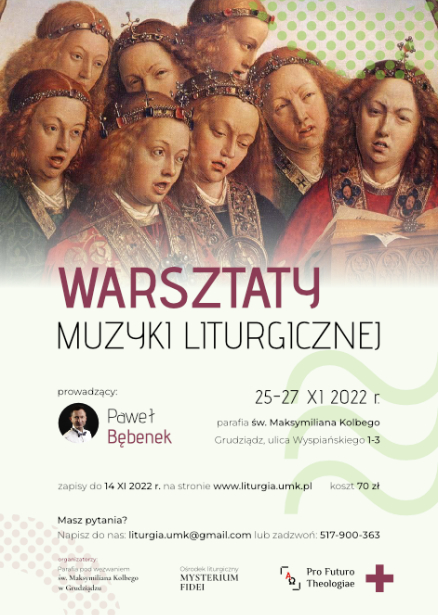 WARSZTATY
MUZYKI LITURGICZNEJ
prowadzący:
Paweł
Bębenek
25-27 XI 2022 r.
parafia św. Maksymiliana Kolbego
Grudziądz, ulica Wyspiańskiego 1-3
zapisy do 14 XI 2022 r. na stronie www.liturgia.umk.pl koszt 70 zł
Masz pytania?
Napisz do nas: liturgia.umk@gmail.com lub zadzwoń: 517-900-363
organizatorzy
Parafia pod wezwaniem
św. Maksymiliana Kolbego
w Grudziądzu
Ośrodek liturgiczny
MYSTERIUM
FIDEI
Pro Futuro
Theologiae